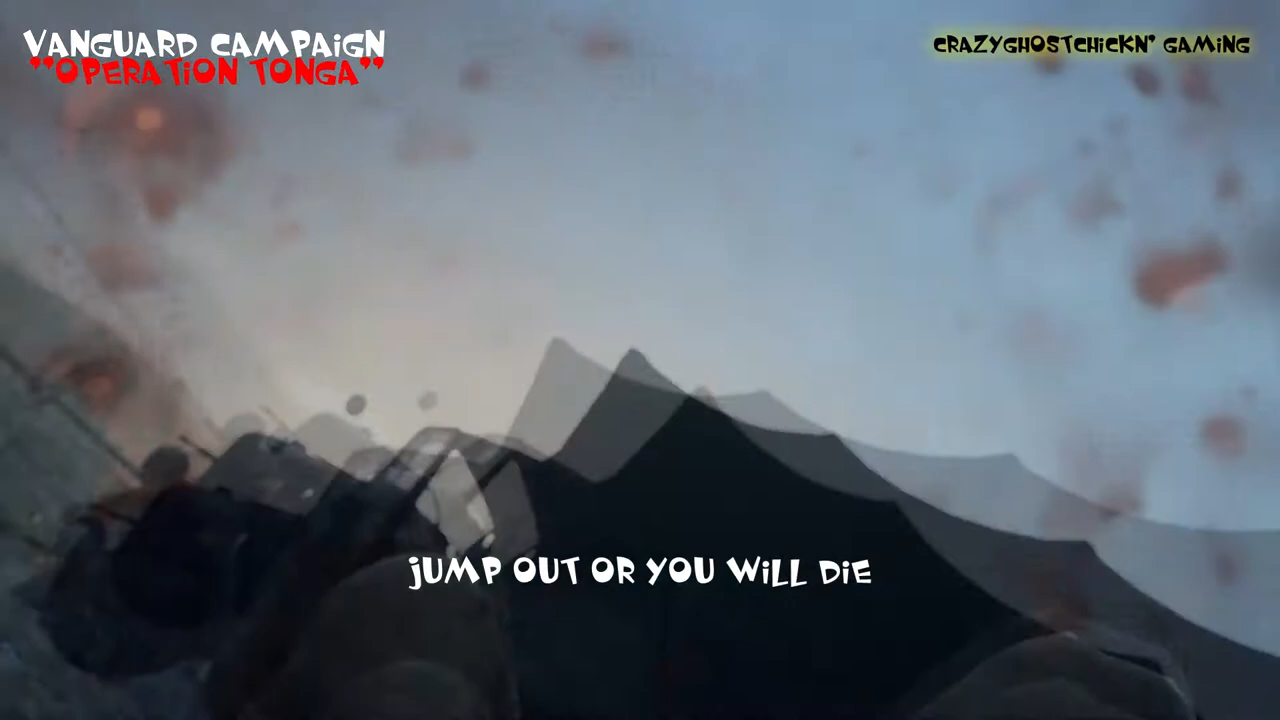 VANGUARD CAMPAIGN
"OPERATION TONGA"
CRAZYGHOSTCHICKN' GAMING
JUMP OUT OR YOU WILL DIE